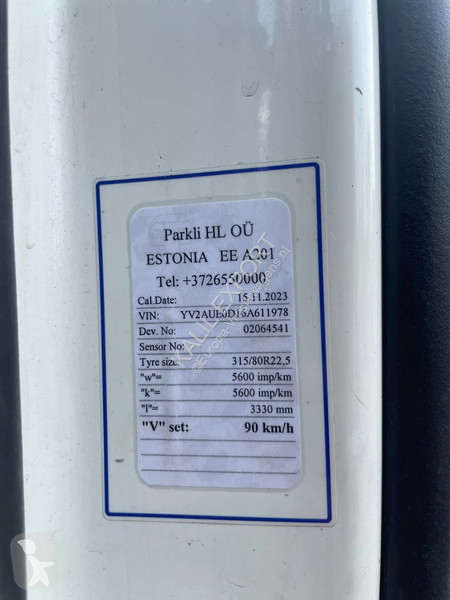 Parkli HL OÜ
ESTONIA EE A201
Tel: +3726550000
Cal.Date: 15.11.2023
VIN: YV2AUE0D16A611978
Dev. No: 02064541
Sensor No:
Tyre size: 315/80R22,5
"w"= 5600 imp/km
"k"= 5600 imp/km
"l"= 3330 mm
"V" set: 90 km/h
KALILEXPORT